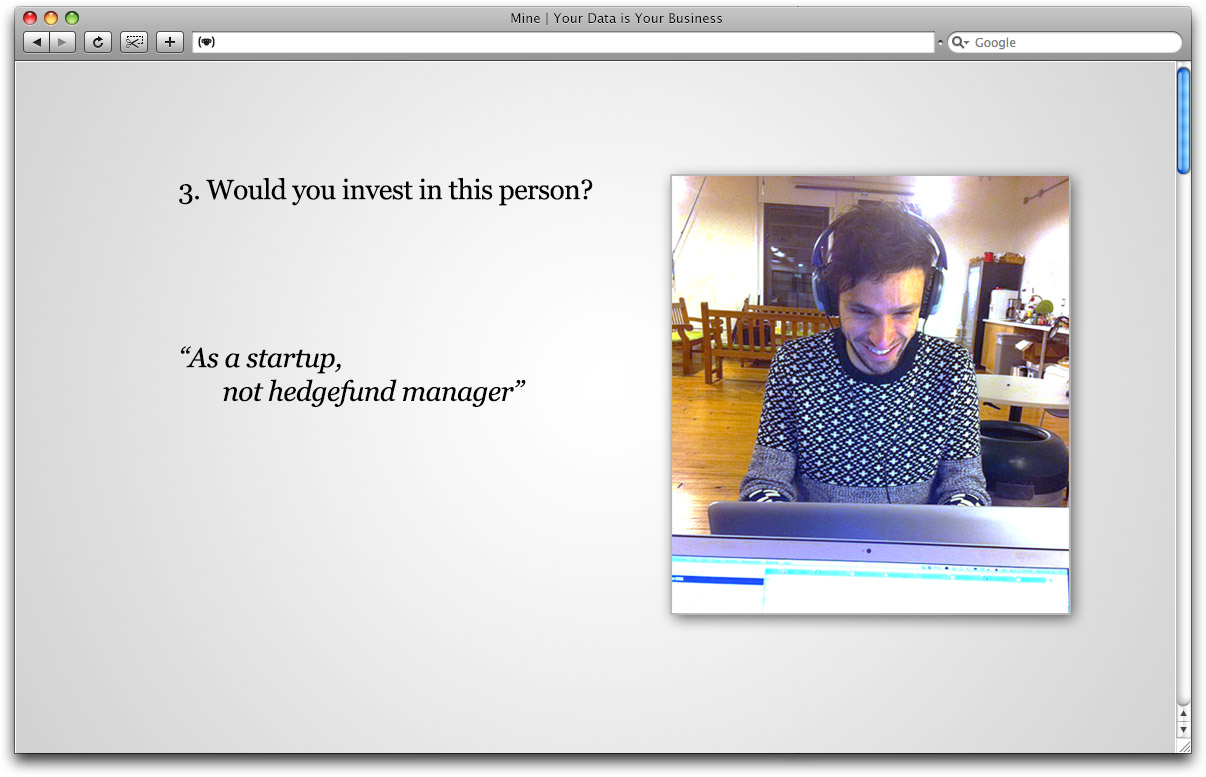 Mine | Your Data is Your Business
Google
3. Would you invest in this person?
“As a startup,
not hedgefund manager”